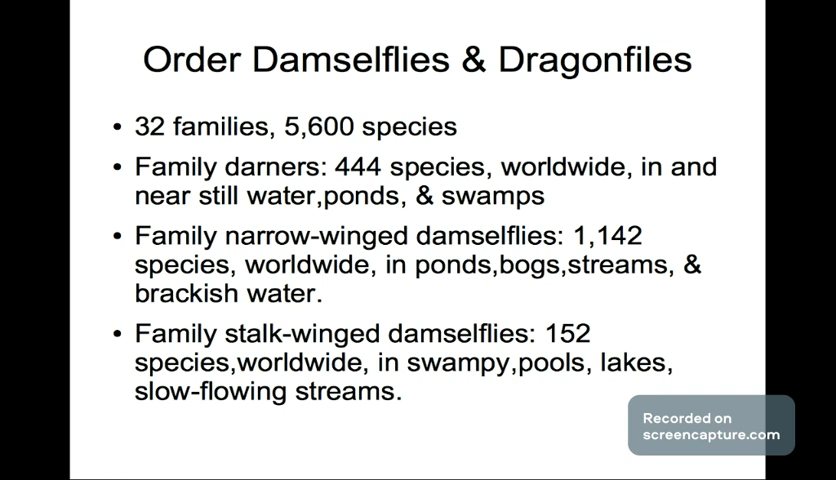 Order Damselflies & Dragonfiles
• 32 families, 5,600 species
• Family darners: 444 species, worldwide, in and
near still water,ponds, & swamps
• Family narrow-winged damselflies: 1,142
species, worldwide, in ponds,bogs,streams, &
brackish water.
• Family stalk-winged damselflies: 152
species,worldwide, in swampy,pools, lakes,
slow-flowing streams.
Recorded on
screencapture.com